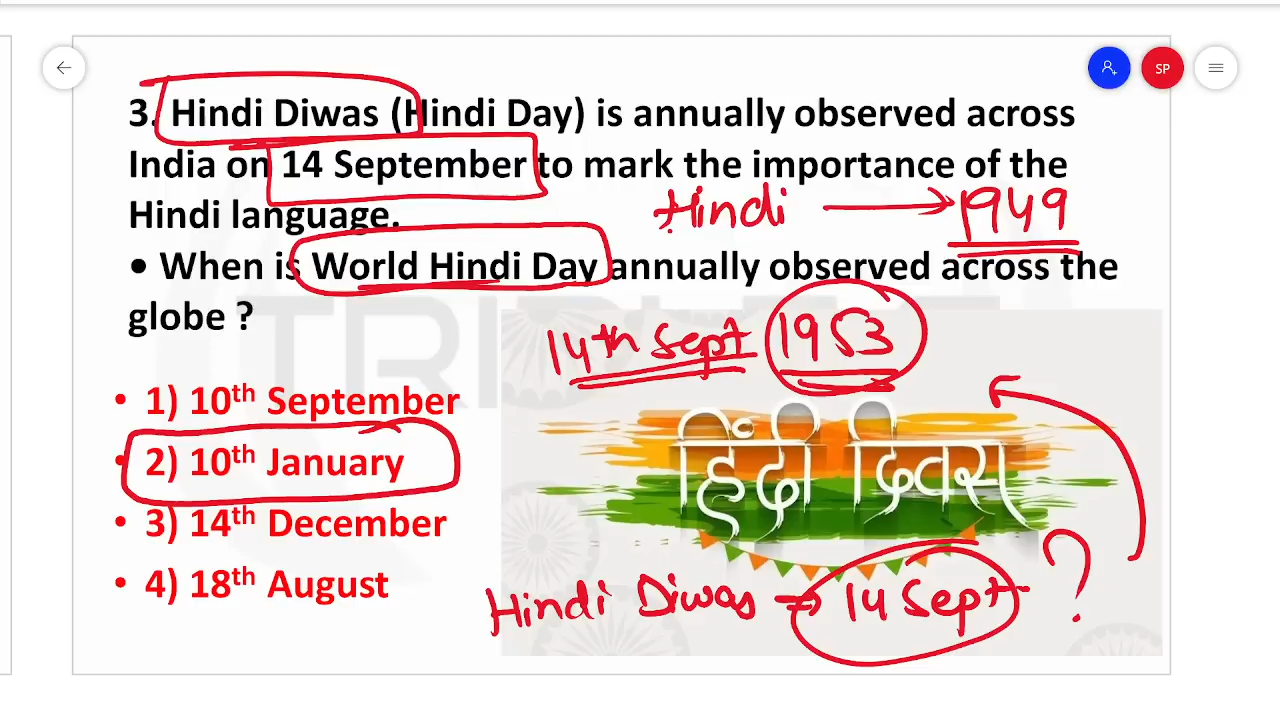 SP
3. Hindi Diwas (Hindi Day) is annually observed across
India on 14 September to mark the importance of the
Hindi language.
Hindi → 1949
• When is World Hindi Day annually observed across the
globe ?
14th Sept 1953
• 1) 10th September
• 2) 10th January
• 3) 14th December
• 4) 18th August
हिंदी दिवस
Hindi Diwas ⇒ 14 Sept ?